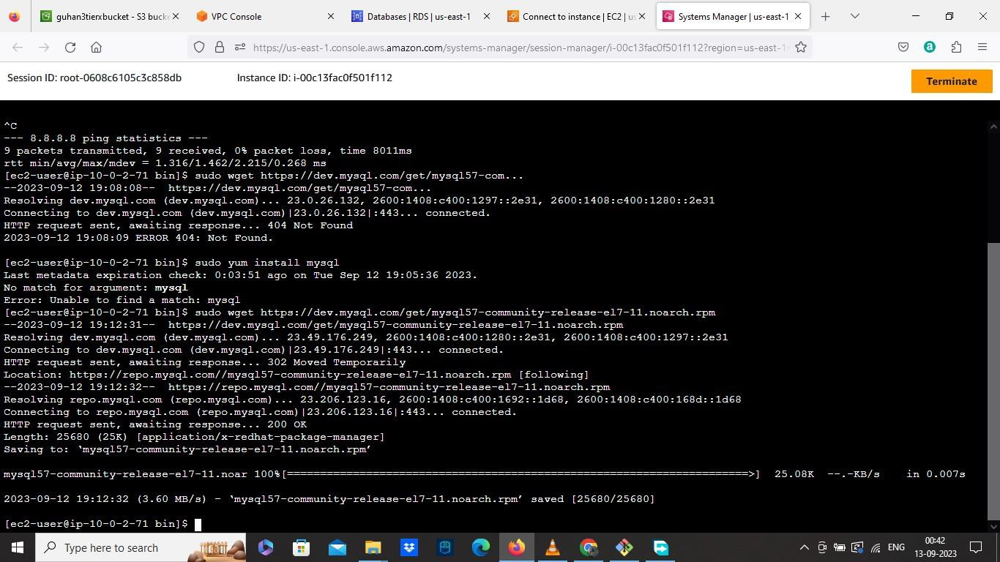 guhan3tierxbucket - S3 bucke
VPC Console
Databases | RDS | us-east-1
Connect to instance | EC2 | us
Systems Manager | us-east-1
https://us-east-1.console.aws.amazon.com/systems-manager/session-manager/i-00c13fac0f501f112?region=us-east-1
Session ID: root-0608c6105c3c858db
Instance ID: i-00c13fac0f501f112
Terminate
^C
--- 8.8.8.8 ping statistics ---
9 packets transmitted, 9 received, 0% packet loss, time 8011ms
rtt min/avg/max/mdev = 1.316/1.462/2.215/0.268 ms
[ec2-user@ip-10-0-2-71 bin]$ sudo wget https://dev.mysql.com/get/mysql57-com...
--2023-09-12 19:08:08--  https://dev.mysql.com/get/mysql57-com...
Resolving dev.mysql.com (dev.mysql.com)... 23.0.26.132, 2600:1408:c400:1297::2e31, 2600:1408:c400:1280::2e31
Connecting to dev.mysql.com (dev.mysql.com)|23.0.26.132|:443... connected.
HTTP request sent, awaiting response... 404 Not Found
2023-09-12 19:08:09 ERROR 404: Not Found.
[ec2-user@ip-10-0-2-71 bin]$ sudo yum install mysql
Last metadata expiration check: 0:03:51 ago on Tue Sep 12 19:05:36 2023.
No match for argument: mysql
Error: Unable to find a match: mysql
[ec2-user@ip-10-0-2-71 bin]$ sudo wget https://dev.mysql.com/get/mysql57-community-release-el7-11.noarch.rpm
--2023-09-12 19:12:31--  https://dev.mysql.com/get/mysql57-community-release-el7-11.noarch.rpm
Resolving dev.mysql.com (dev.mysql.com)... 23.49.176.249, 2600:1408:c400:1280::2e31, 2600:1408:c400:1297::2e31
Connecting to dev.mysql.com (dev.mysql.com)|23.49.176.249|:443... connected.
HTTP request sent, awaiting response... 302 Moved Temporarily
Location: https://repo.mysql.com//mysql57-community-release-el7-11.noarch.rpm [following]
--2023-09-12 19:12:32--  https://repo.mysql.com//mysql57-community-release-el7-11.noarch.rpm
Resolving repo.mysql.com (repo.mysql.com)... 23.206.123.16, 2600:1408:c400:1692::1d68, 2600:1408:c400:168d::1d68
Connecting to repo.mysql.com (repo.mysql.com)|23.206.123.16|:443... connected.
HTTP request sent, awaiting response... 200 OK
Length: 25680 (25K) [application/x-redhat-package-manager]
Saving to: ‘mysql57-community-release-el7-11.noarch.rpm’
mysql57-community-release-el7-11.noar 100%[======================================================================>]  25.08K  --.-KB/s    in 0.007s
2023-09-12 19:12:32 (3.60 MB/s) - ‘mysql57-community-release-el7-11.noarch.rpm’ saved [25680/25680]
[ec2-user@ip-10-0-2-71 bin]$
Type here to search
ENG
00:42
13-09-2023